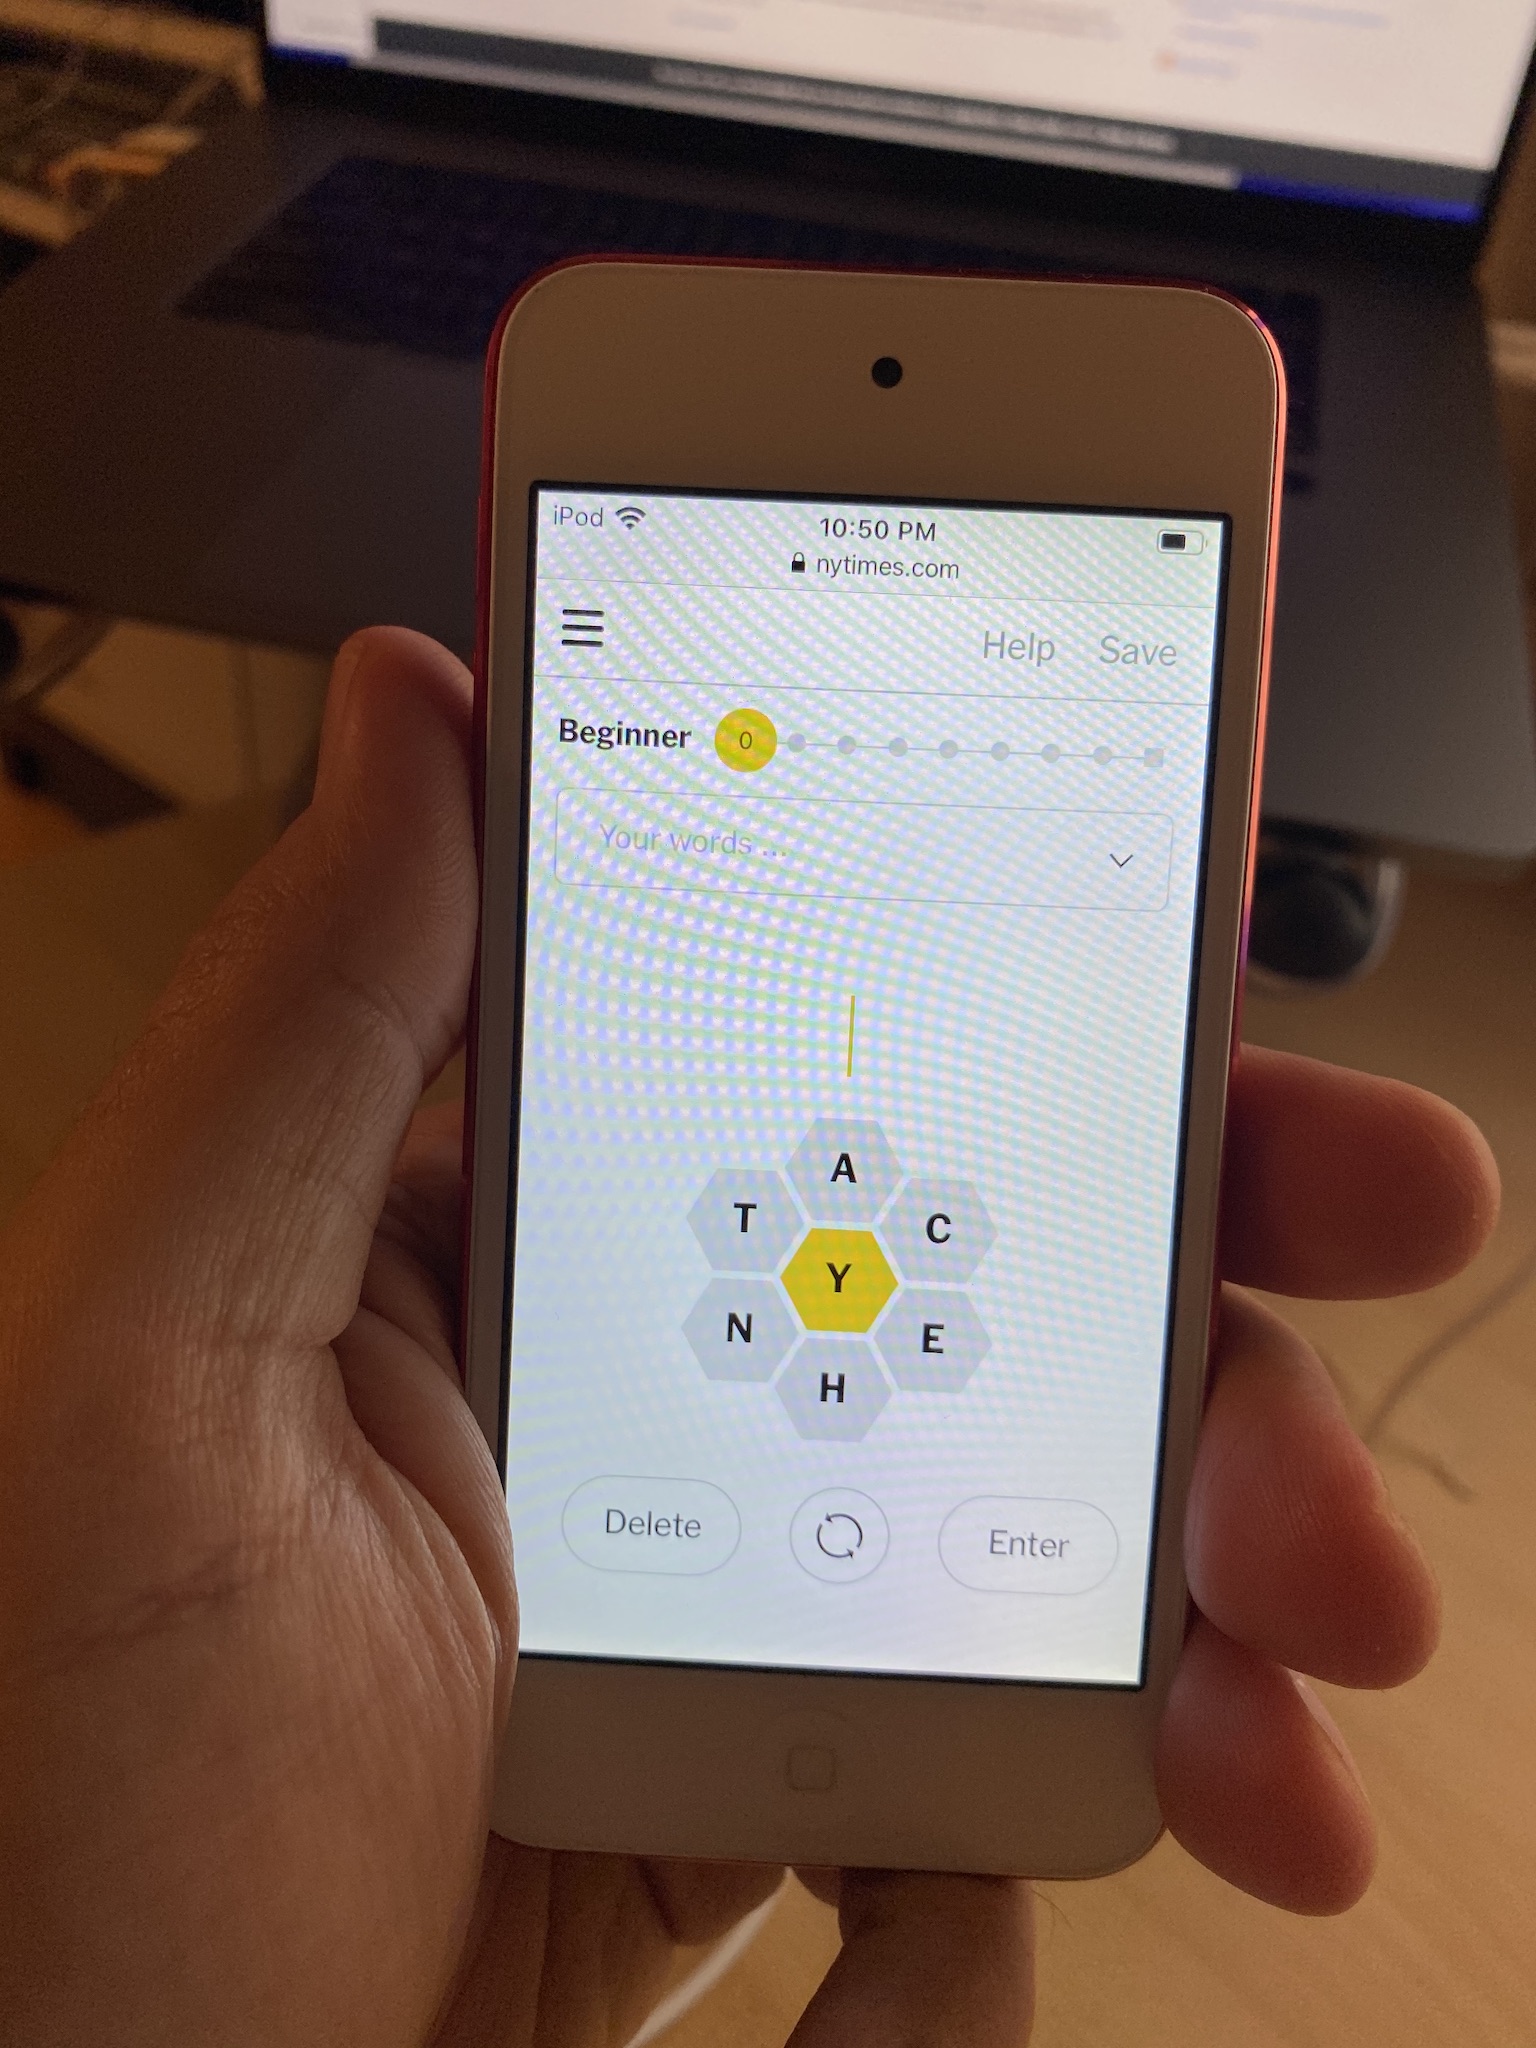 iPod 10:50 PM
nytimes.com
Help Save
Beginner 0
Your words ...
A
T C
Y
N E
H
Delete Enter